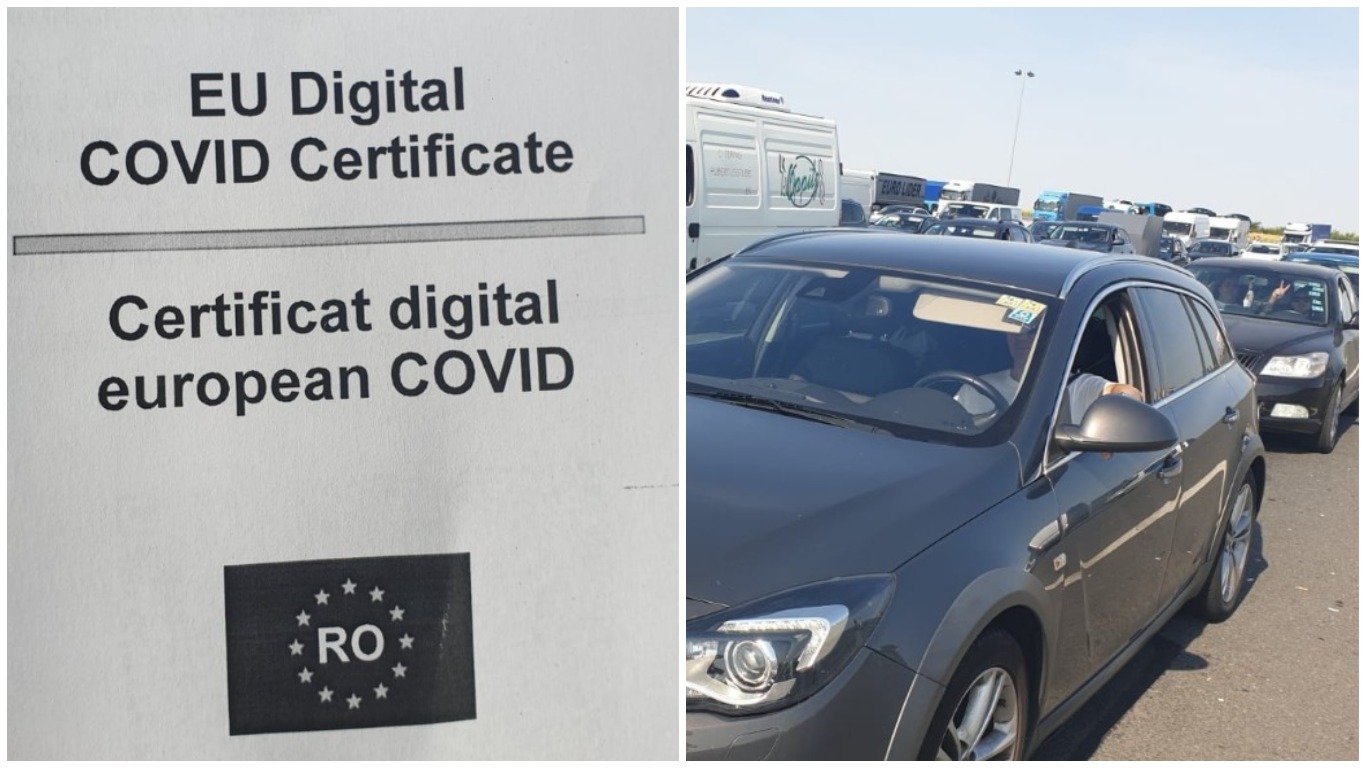 EU Digital
COVID Certificate
Certificat digital
european COVID
RO
EURO LIDER